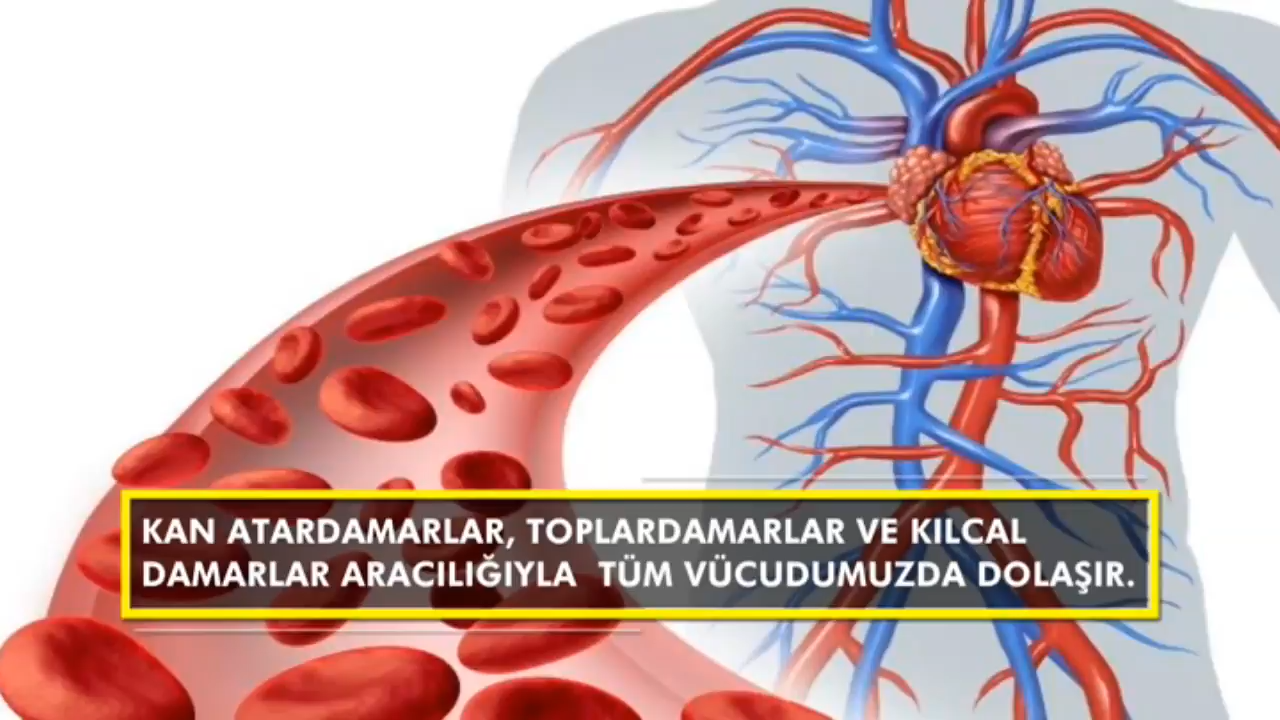 KAN ATARDAMARLAR, TOPLARDAMARLAR VE KILCAL
DAMARLAR ARACILIĞIYLA TÜM VÜCUDUMUZDA DOLAŞIR.